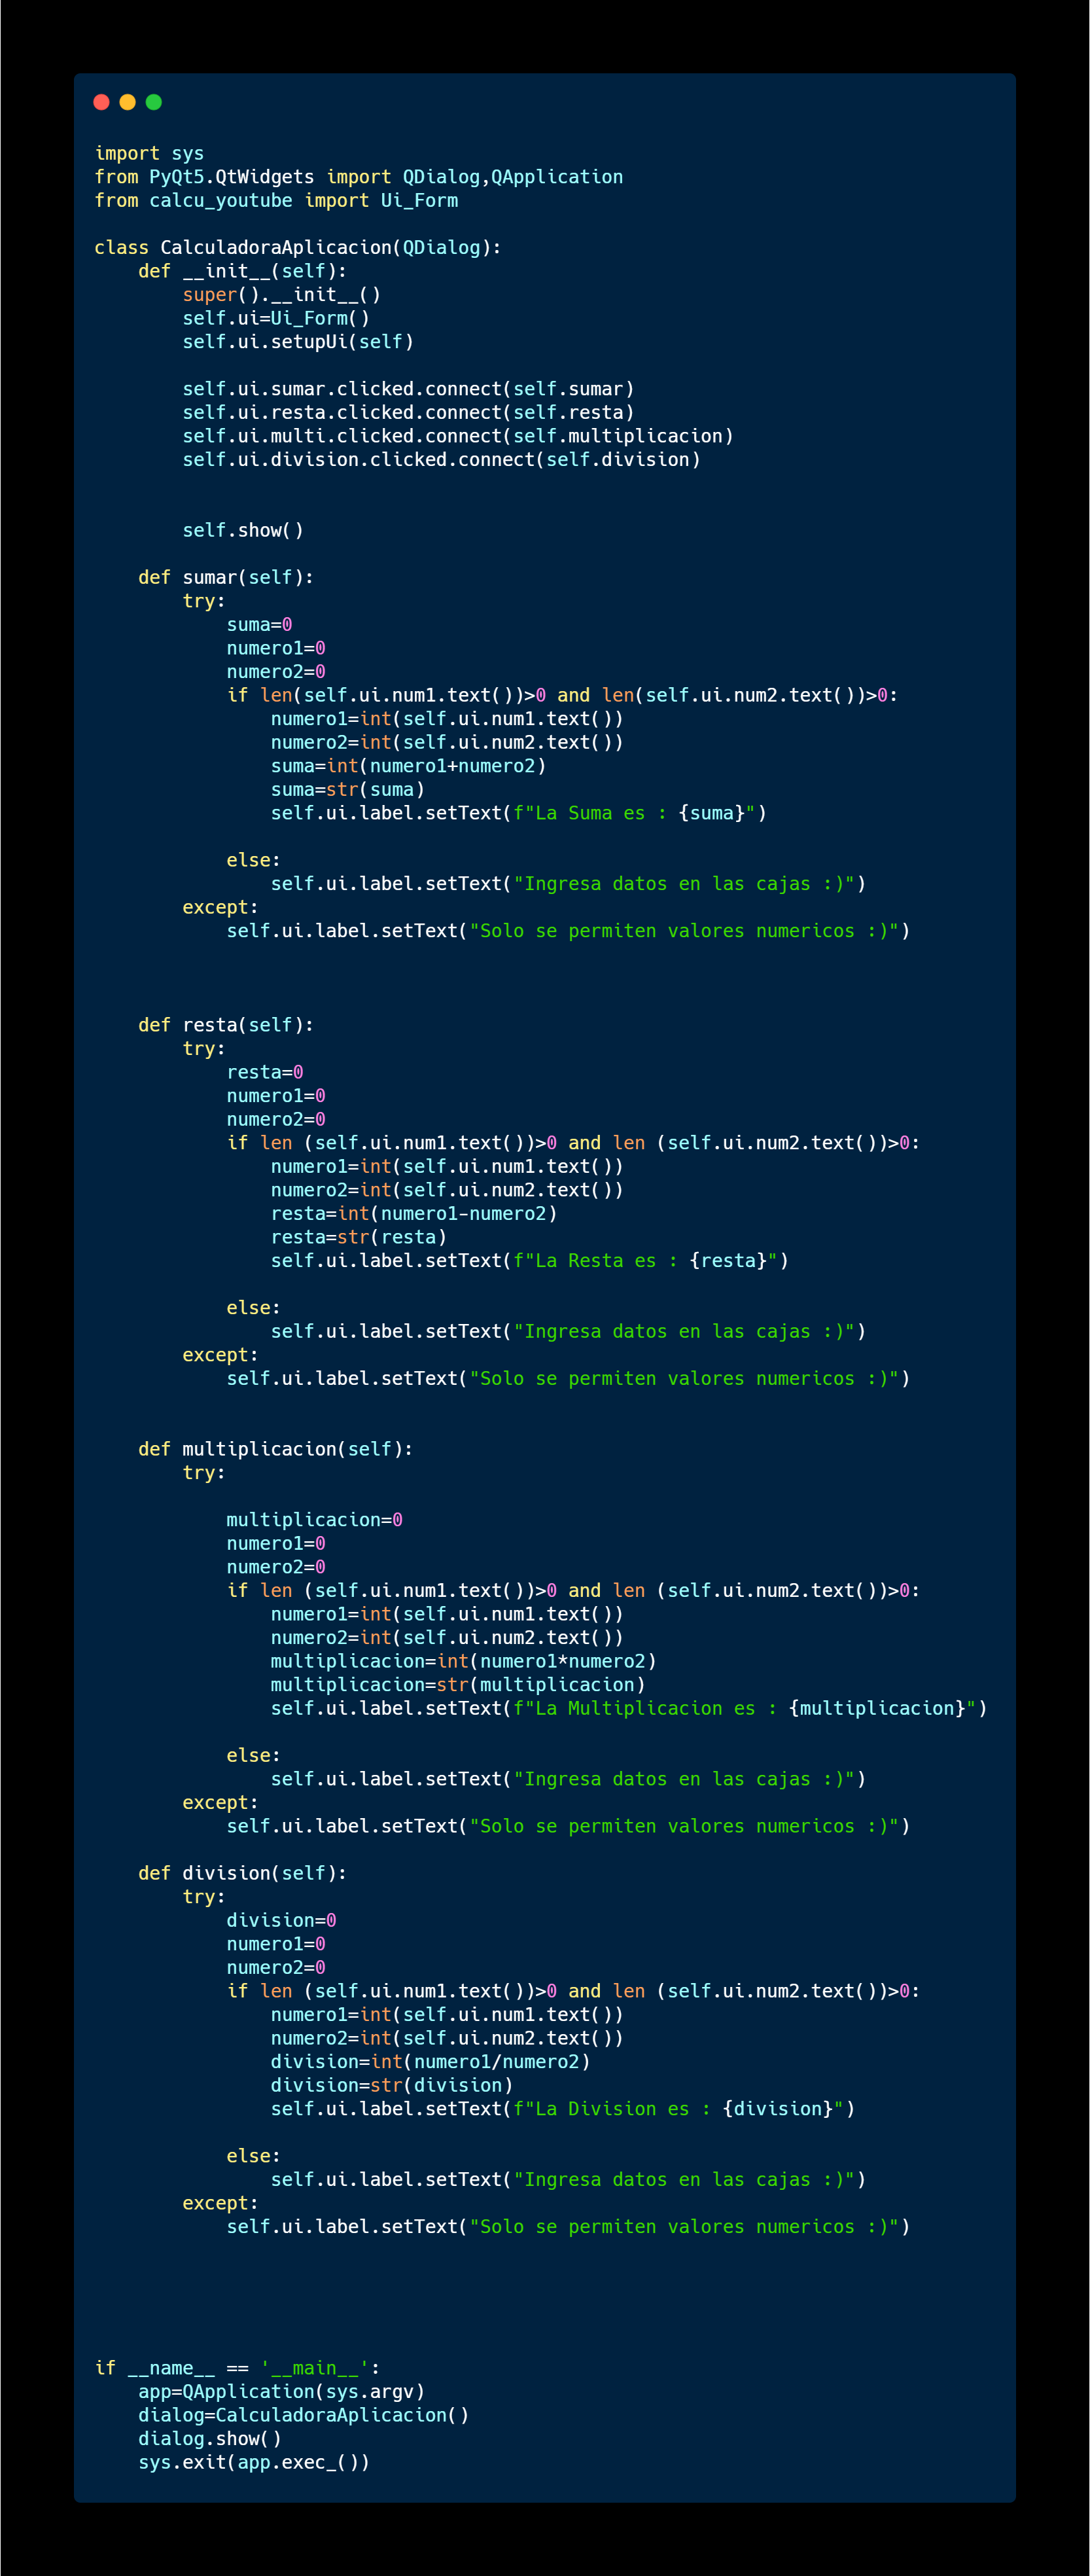 import sys
from PyQt5.QtWidgets import QDialog,QApplication
from calcu_youtube import Ui_Form

class CalculadoraAplicacion(QDialog):
    def __init__(self):
        super().__init__()
        self.ui=Ui_Form()
        self.ui.setupUi(self)

        self.ui.sumar.clicked.connect(self.sumar)
        self.ui.resta.clicked.connect(self.resta)
        self.ui.multi.clicked.connect(self.multiplicacion)
        self.ui.division.clicked.connect(self.division)


        self.show()

    def sumar(self):
        try:
            suma=0
            numero1=0
            numero2=0
            if len(self.ui.num1.text())>0 and len(self.ui.num2.text())>0:
                numero1=int(self.ui.num1.text())
                numero2=int(self.ui.num2.text())
                suma=int(numero1+numero2)
                suma=str(suma)
                self.ui.label.setText(f"La Suma es : {suma}")

            else:
                self.ui.label.setText("Ingresa datos en las cajas :)")
        except:
            self.ui.label.setText("Solo se permiten valores numericos :)")



    def resta(self):
        try:
            resta=0
            numero1=0
            numero2=0
            if len (self.ui.num1.text())>0 and len (self.ui.num2.text())>0:
                numero1=int(self.ui.num1.text())
                numero2=int(self.ui.num2.text())
                resta=int(numero1-numero2)
                resta=str(resta)
                self.ui.label.setText(f"La Resta es : {resta}")

            else:
                self.ui.label.setText("Ingresa datos en las cajas :)")
        except:
            self.ui.label.setText("Solo se permiten valores numericos :)")


    def multiplicacion(self):
        try:

            multiplicacion=0
            numero1=0
            numero2=0
            if len (self.ui.num1.text())>0 and len (self.ui.num2.text())>0:
                numero1=int(self.ui.num1.text())
                numero2=int(self.ui.num2.text())
                multiplicacion=int(numero1*numero2)
                multiplicacion=str(multiplicacion)
                self.ui.label.setText(f"La Multiplicacion es : {multiplicacion}")

            else:
                self.ui.label.setText("Ingresa datos en las cajas :)")
        except:
            self.ui.label.setText("Solo se permiten valores numericos :)")

    def division(self):
        try:
            division=0
            numero1=0
            numero2=0
            if len (self.ui.num1.text())>0 and len (self.ui.num2.text())>0:
                numero1=int(self.ui.num1.text())
                numero2=int(self.ui.num2.text())
                division=int(numero1/numero2)
                division=str(division)
                self.ui.label.setText(f"La Division es : {division}")

            else:
                self.ui.label.setText("Ingresa datos en las cajas :)")
        except:
            self.ui.label.setText("Solo se permiten valores numericos :)")





if __name__ == '__main__':
    app=QApplication(sys.argv)
    dialog=CalculadoraAplicacion()
    dialog.show()
    sys.exit(app.exec_())